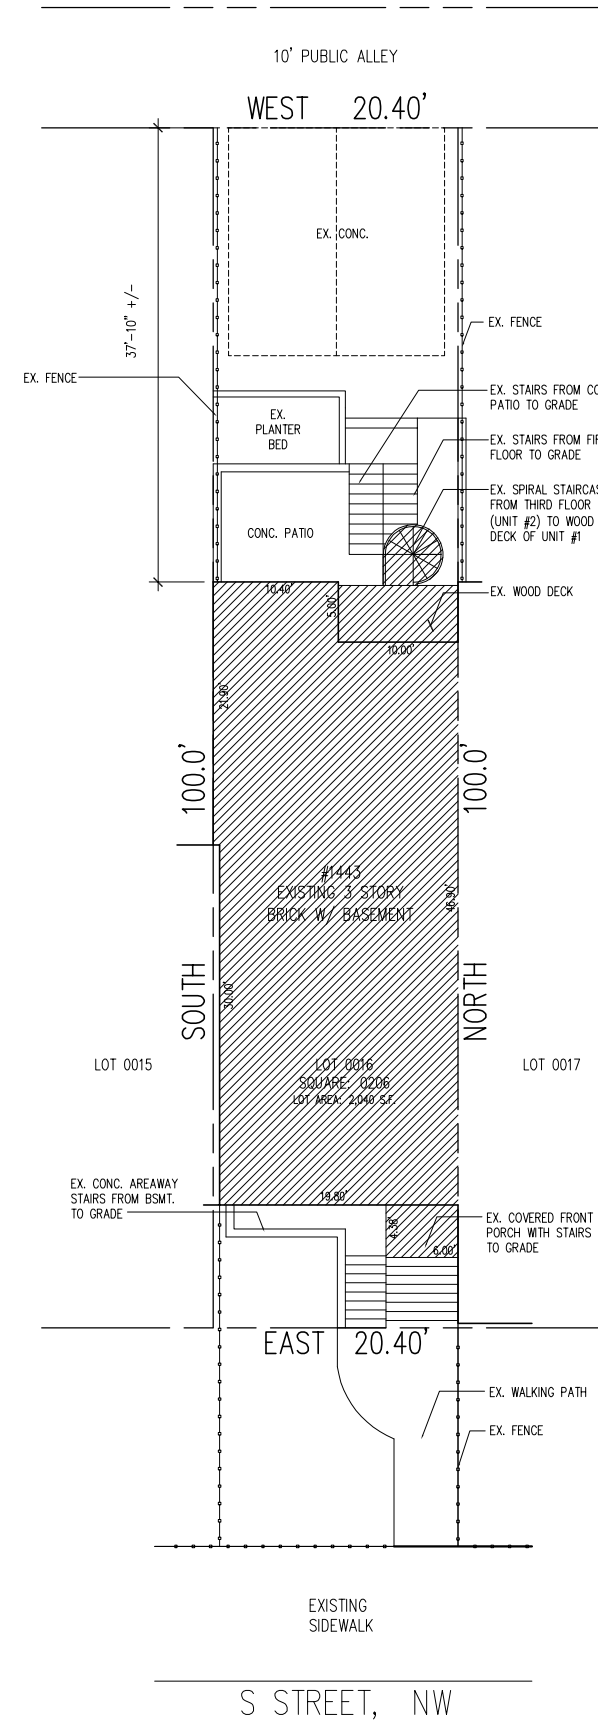 10' PUBLIC ALLEY
WEST 20.40'
EX. CONC.
37'-10" +/-
EX. FENCE
EX. FENCE
EX. STAIRS FROM
PATIO TO GRADE
EX.
PLANTER
BED
EX. STAIRS FROM
FLOOR TO GRADE
EX. SPIRAL
FROM THIRD FLOOR
(UNIT #2) TO WOOD
DECK OF UNIT #1
CONC. PATIO
10.40'
5.00'
EX. WOOD DECK
10.00'
21.90'
100.0'
100.0'
#1443
EXISTING 3 STORY
BRICK W/ BASEMENT
46.90'
SOUTH
30.00'
NORTH
LOT 0015
LOT 0016
SQUARE: 0206
LOT AREA: 2,040 S.F.
LOT 0017
EX. CONC. AREAWAY
STAIRS FROM BSMT.
TO GRADE
19.80'
4.38'
6.00'
EX. COVERED FRONT
PORCH WITH STAIRS
TO GRADE
EAST 20.40'
EX. WALKING PATH
EX. FENCE
EXISTING
SIDEWALK
S STREET, NW